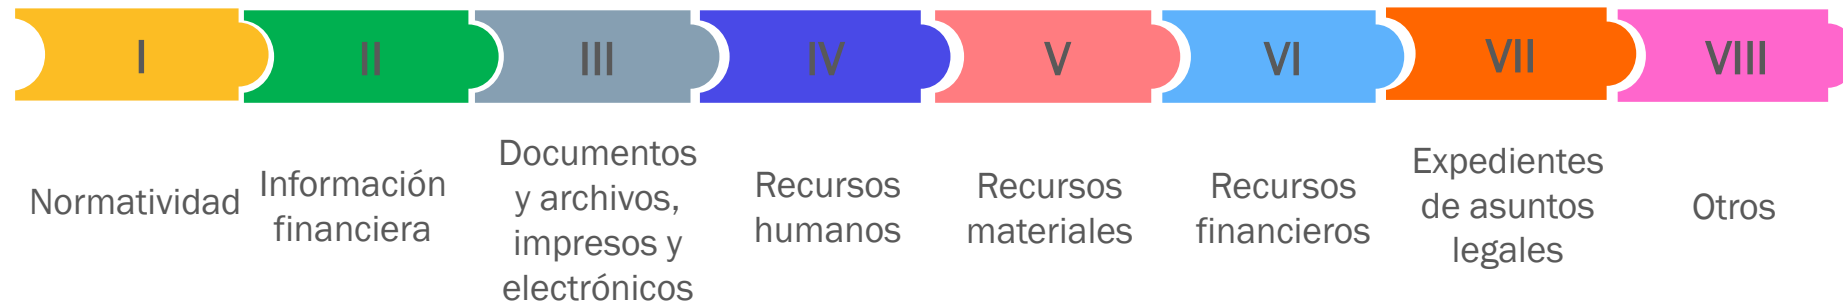 I
II
III
IV
V
VI
VII
VIII
Normatividad
Información
financiera
Documentos
y archivos,
impresos y
electrónicos
Recursos
humanos
Recursos
materiales
Recursos
financieros
Expedientes
de asuntos
legales
Otros